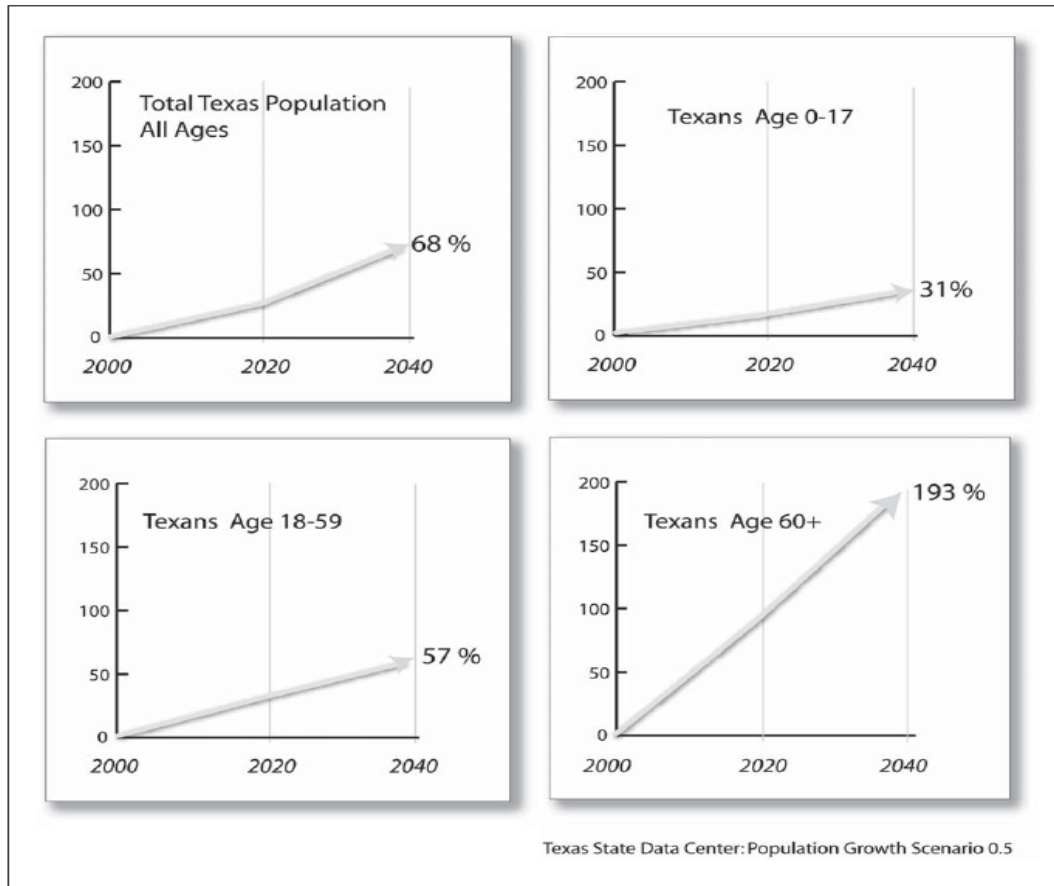 200
150
100
50
0
Total Texas Population
All Ages
68 %
2000 2020 2040
200
150
100
50
0
Texans Age 0-17
31%
2000 2020 2040
200
150
100
50
0
Texans Age 18-59
57 %
2000 2020 2040
200
150
100
50
0
Texans Age 60+
193 %
2000 2020 2040
Texas State Data Center: Population Growth Scenario 0.5